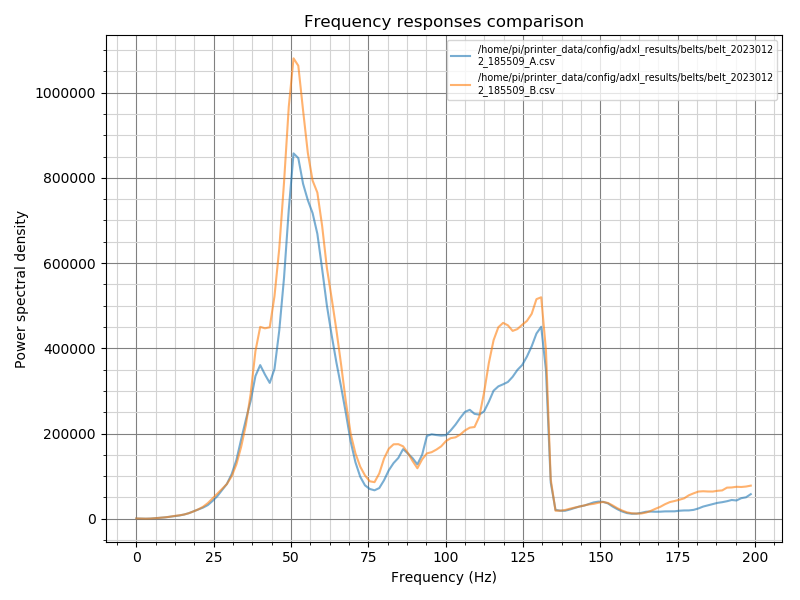 Frequency responses comparison
/home/pi/printer_data/config/adxl_results/belts/belt_2023012
2_185509_A.csv
/home/pi/printer_data/config/adxl_results/belts/belt_2023012
2_185509_B.csv
Power spectral density
1000000
800000
600000
400000
200000
0
0 25 50 75 100 125 150 175 200
Frequency (Hz)